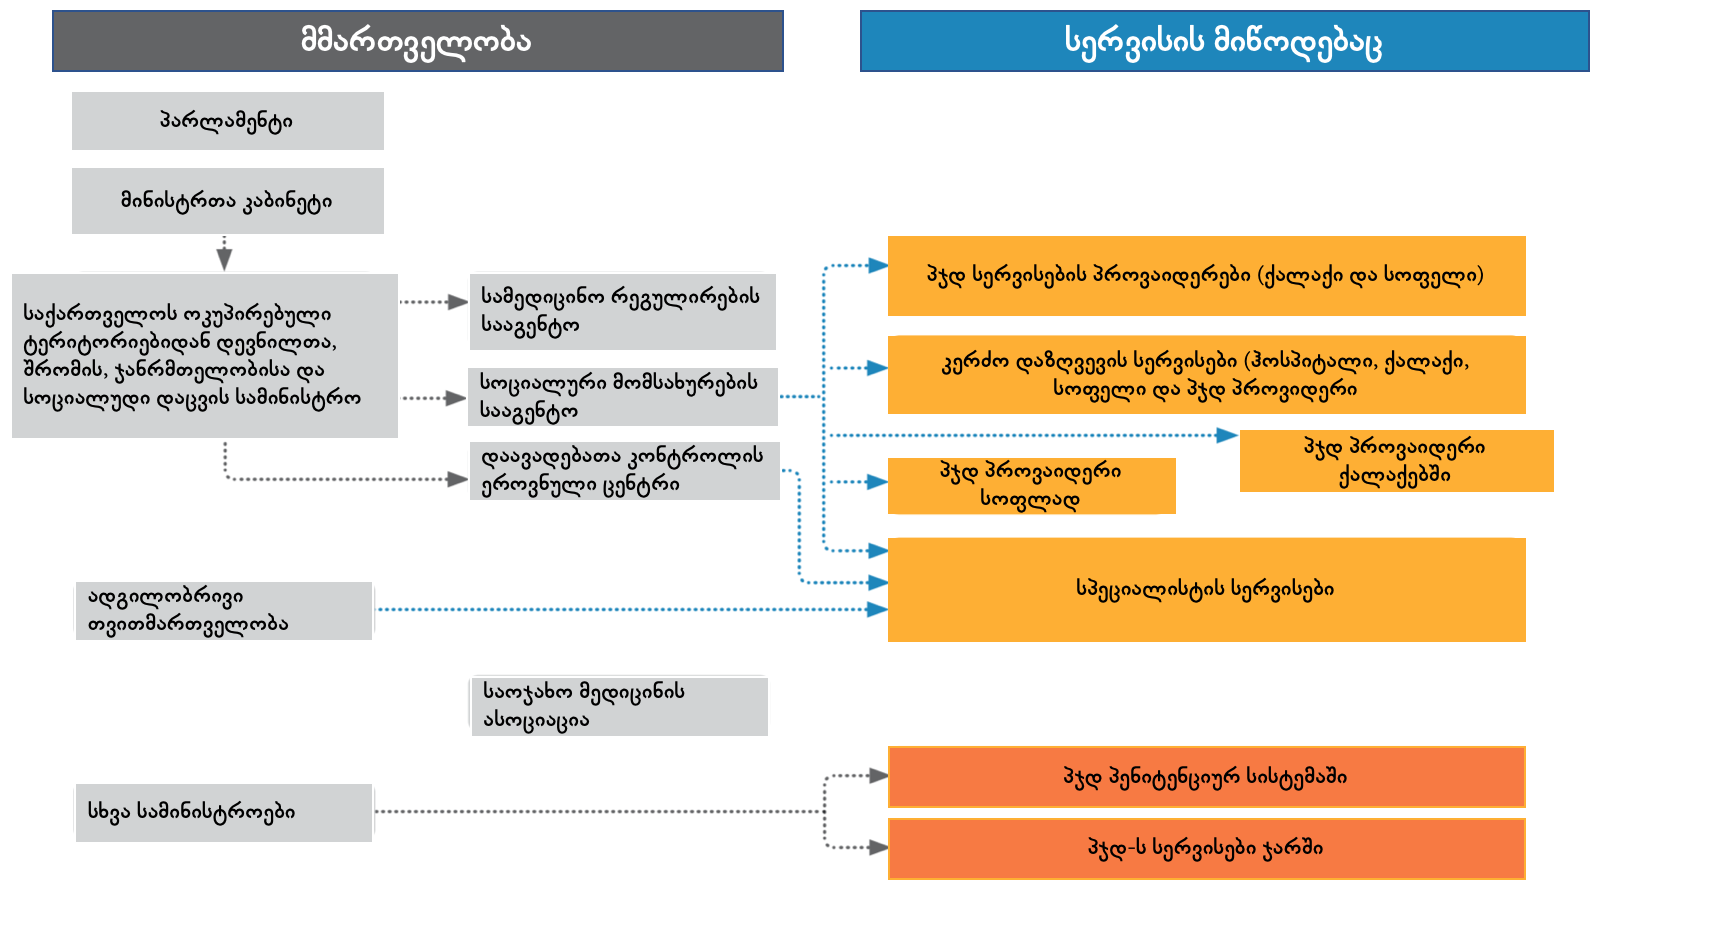 მმართველობა
სერვისის მიწოდებაც
პარლამენტი
მინისტრთა კაბინეტი
საქართველოს ოკუპირებული
ტერიტორიებიდან დევნილთა,
შრომის, ჯანრმთელობისა და
სოციალუდი დაცვის სამინისტრო
სამედიცინო რეგულირების
სააგენტო
სოციალური მომსახურების
სააგენტო
დაავადებათა კონტროლის
ეროვნული ცენტრი
ადგილობრივი
თვითმართველობა
საოჯახო მედიცინის
ასოციაცია
სხვა სამინისტროები
პჯდ სერვისების პროვაიდერები (ქალაქი და სოფელი)
კერძო დაზღვევის სერვისები (ჰოსპიტალი, ქალაქი,
სოფელი და პჯდ პროვიდერი
პჯდ პროვაიდერი
ქალაქებში
პჯდ პროვაიდერი
სოფლად
სპეციალისტის სერვისები
პჯდ პენიტენციურ სისტემაში
პჯდ-ს სერვისები ჯარში